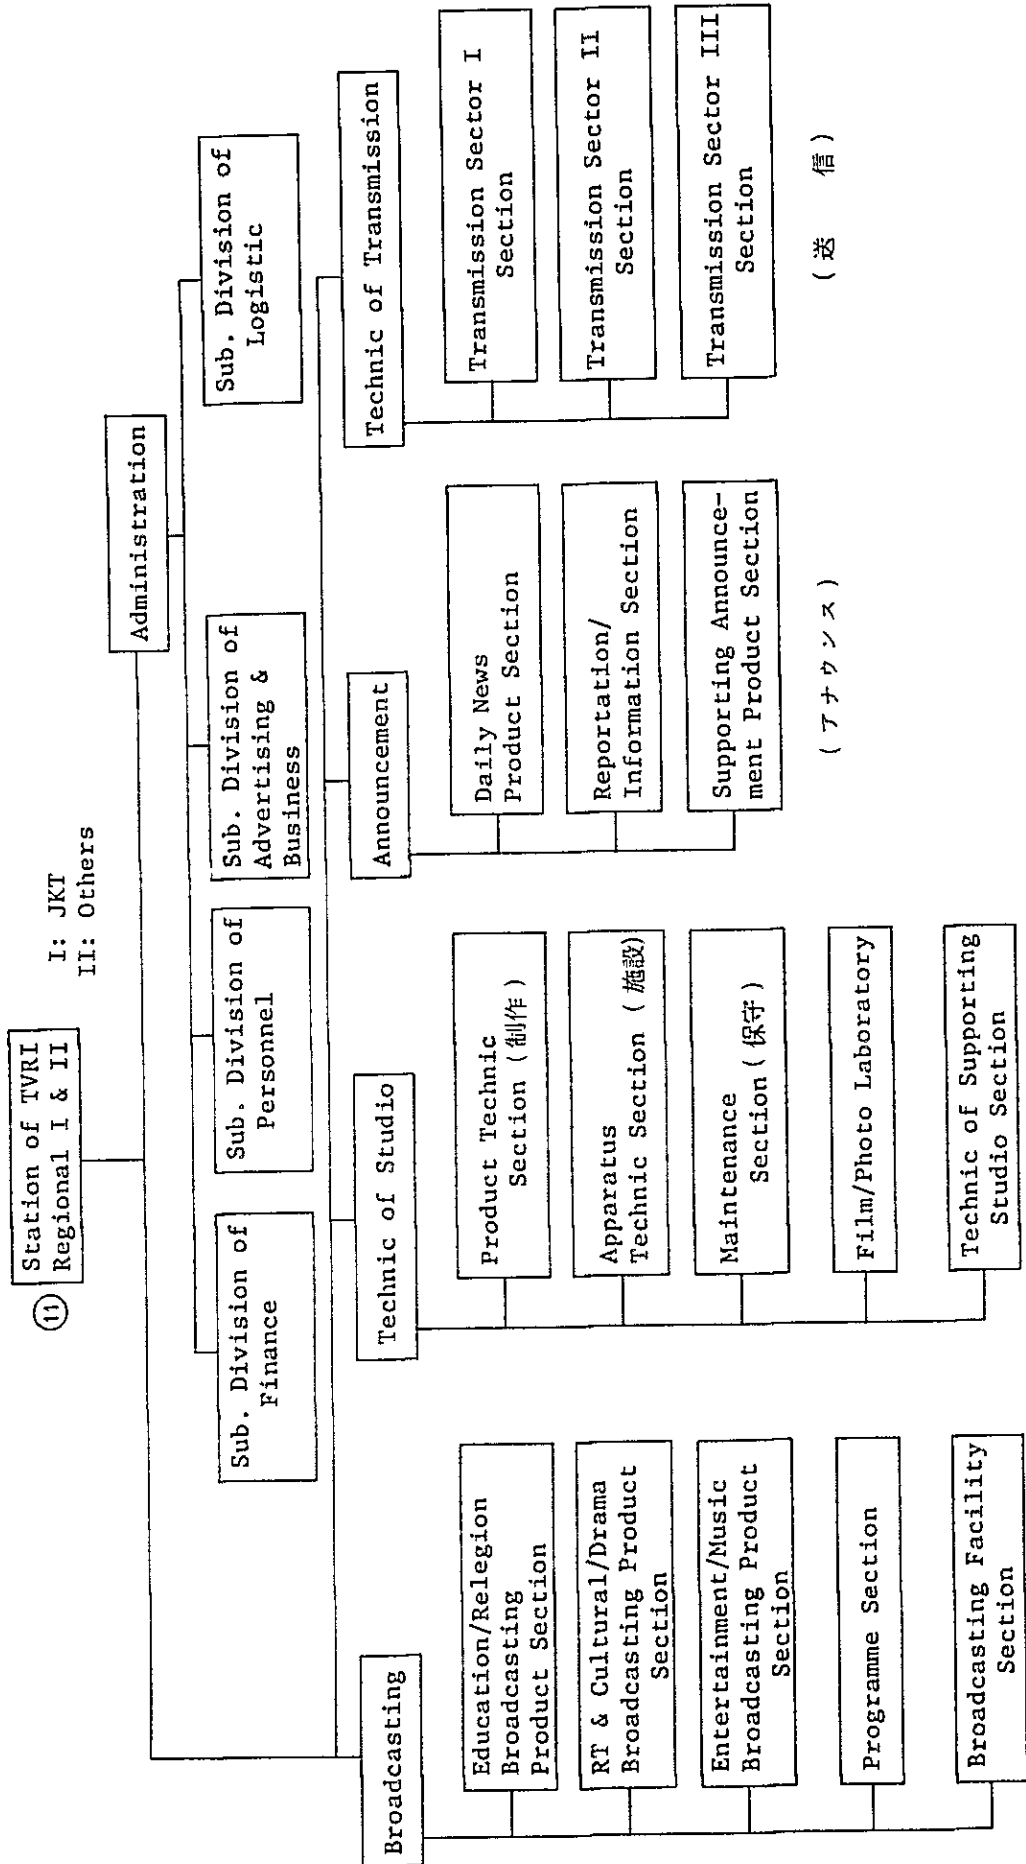 ⑪
Station of TVRI
Regional I & II
I: JKT
II: Others
Administration
Sub. Division of
Finance
Sub. Division of
Personnel
Sub. Division of
Advertising &
Business
Sub. Division of
Logistic
Broadcasting
Education/Relegion
Broadcasting
Product Section
RT & Cultural/Drama
Broadcasting Product
Section
Entertainment/Music
Broadcasting Product
Section
Programme Section
Broadcasting Facility
Section
Technic of Studio
Product Technic
Section (制作)
Apparatus
Technic Section (施設)
Maintenance
Section (保守)
Film/Photo Laboratory
Technic of Supporting
Studio Section
Announcement
Daily News
Product Section
Reportation/
Information Section
Supporting Announce-
ment Product Section
(アナウンス)
Technic of Transmission
Transmission Sector I
Section
Transmission Sector II
Section
Transmission Sector III
Section
(送 信)